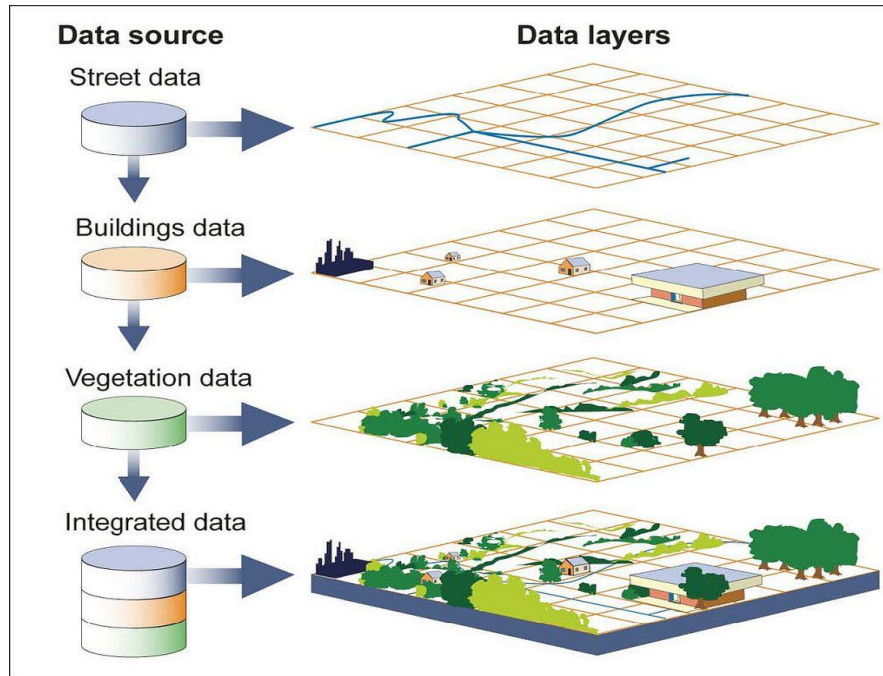 Data source
Data layers
Street data
Buildings data
Vegetation data
Integrated data